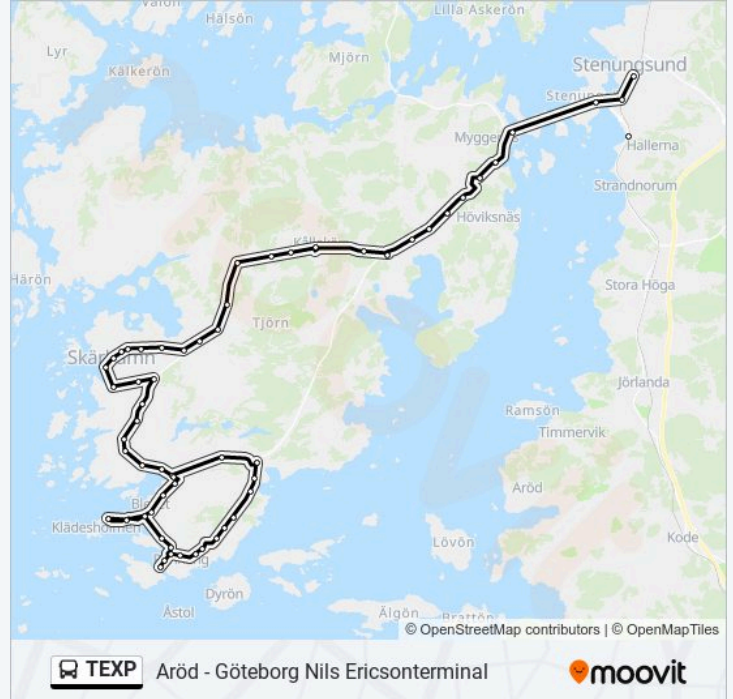 Hälsön
Lilla Askerön
Lyr
Mjörn
Kälkerön
Stenungsund
Myggen
Hallerna
Strandnorum
Höviksnäs
Härön
Stora Höga
Tjörn
Skärhamn
Jörlanda
Ramsön
Timmervik
Aröd
Klädesholmen
Kode
Lövön
Dyrön
Åstol
Älgön
© OpenStreetMap contributors | © OpenMapTiles
TEXP Aröd - Göteborg Nils Ericsonterminal
moovit